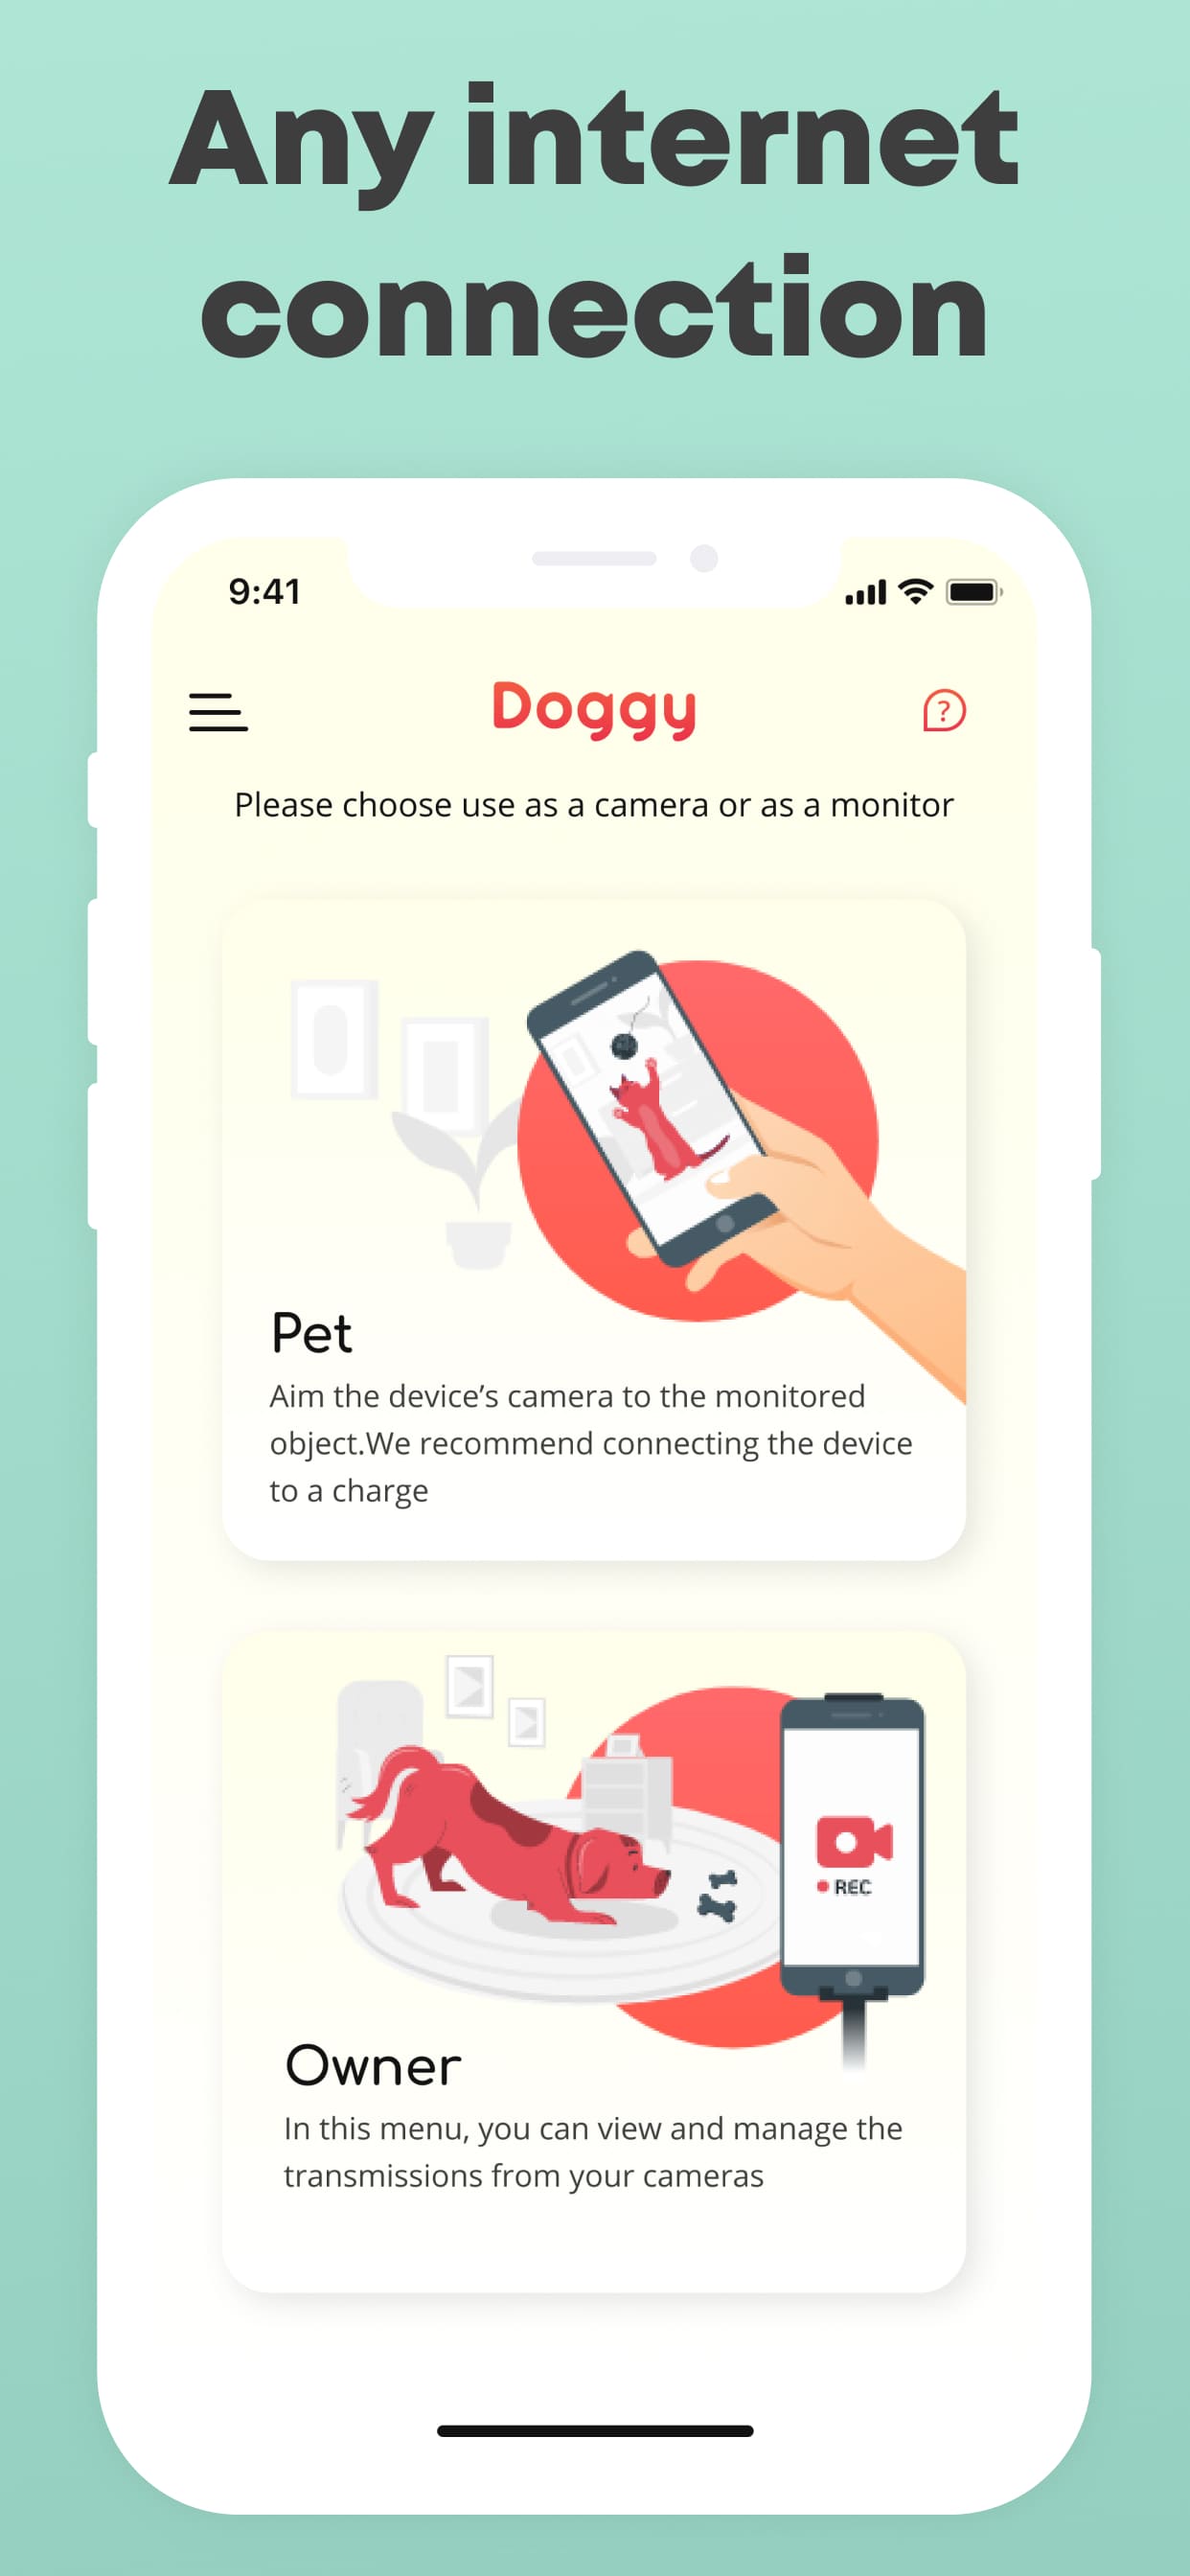 Any internet
connection
9:41
Doggy
?
Please choose use as a camera or as a monitor
Pet
Aim the device’s camera to the monitored
object.We recommend connecting the device
to a charge
REC
Owner
In this menu, you can view and manage the
transmissions from your cameras